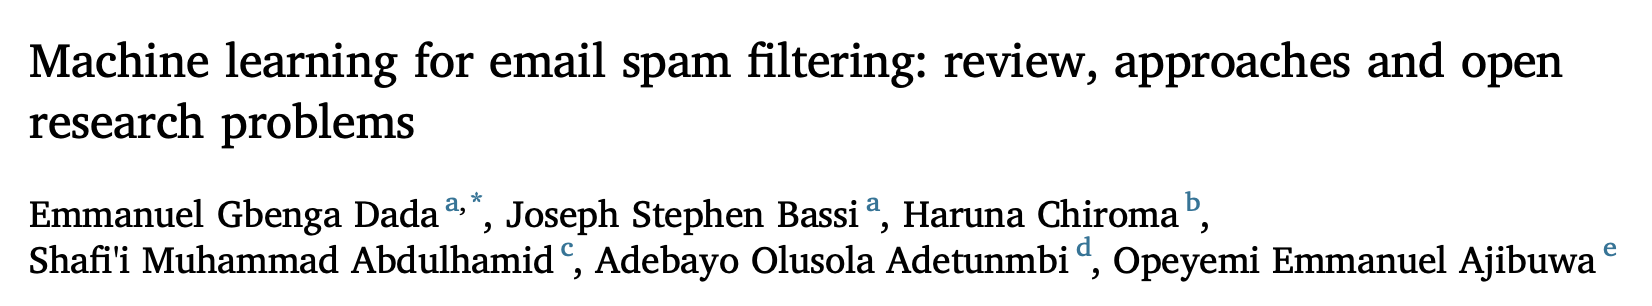 Machine learning for email spam filtering: review, approaches and open
research problems
Emmanuel Gbenga Dada a,*, Joseph Stephen Bassi a, Haruna Chiroma b,
Shafi'i Muhammad Abdulhamid c, Adebayo Olusola Adetunmbi d, Opeyemi Emmanuel Ajibuwa e